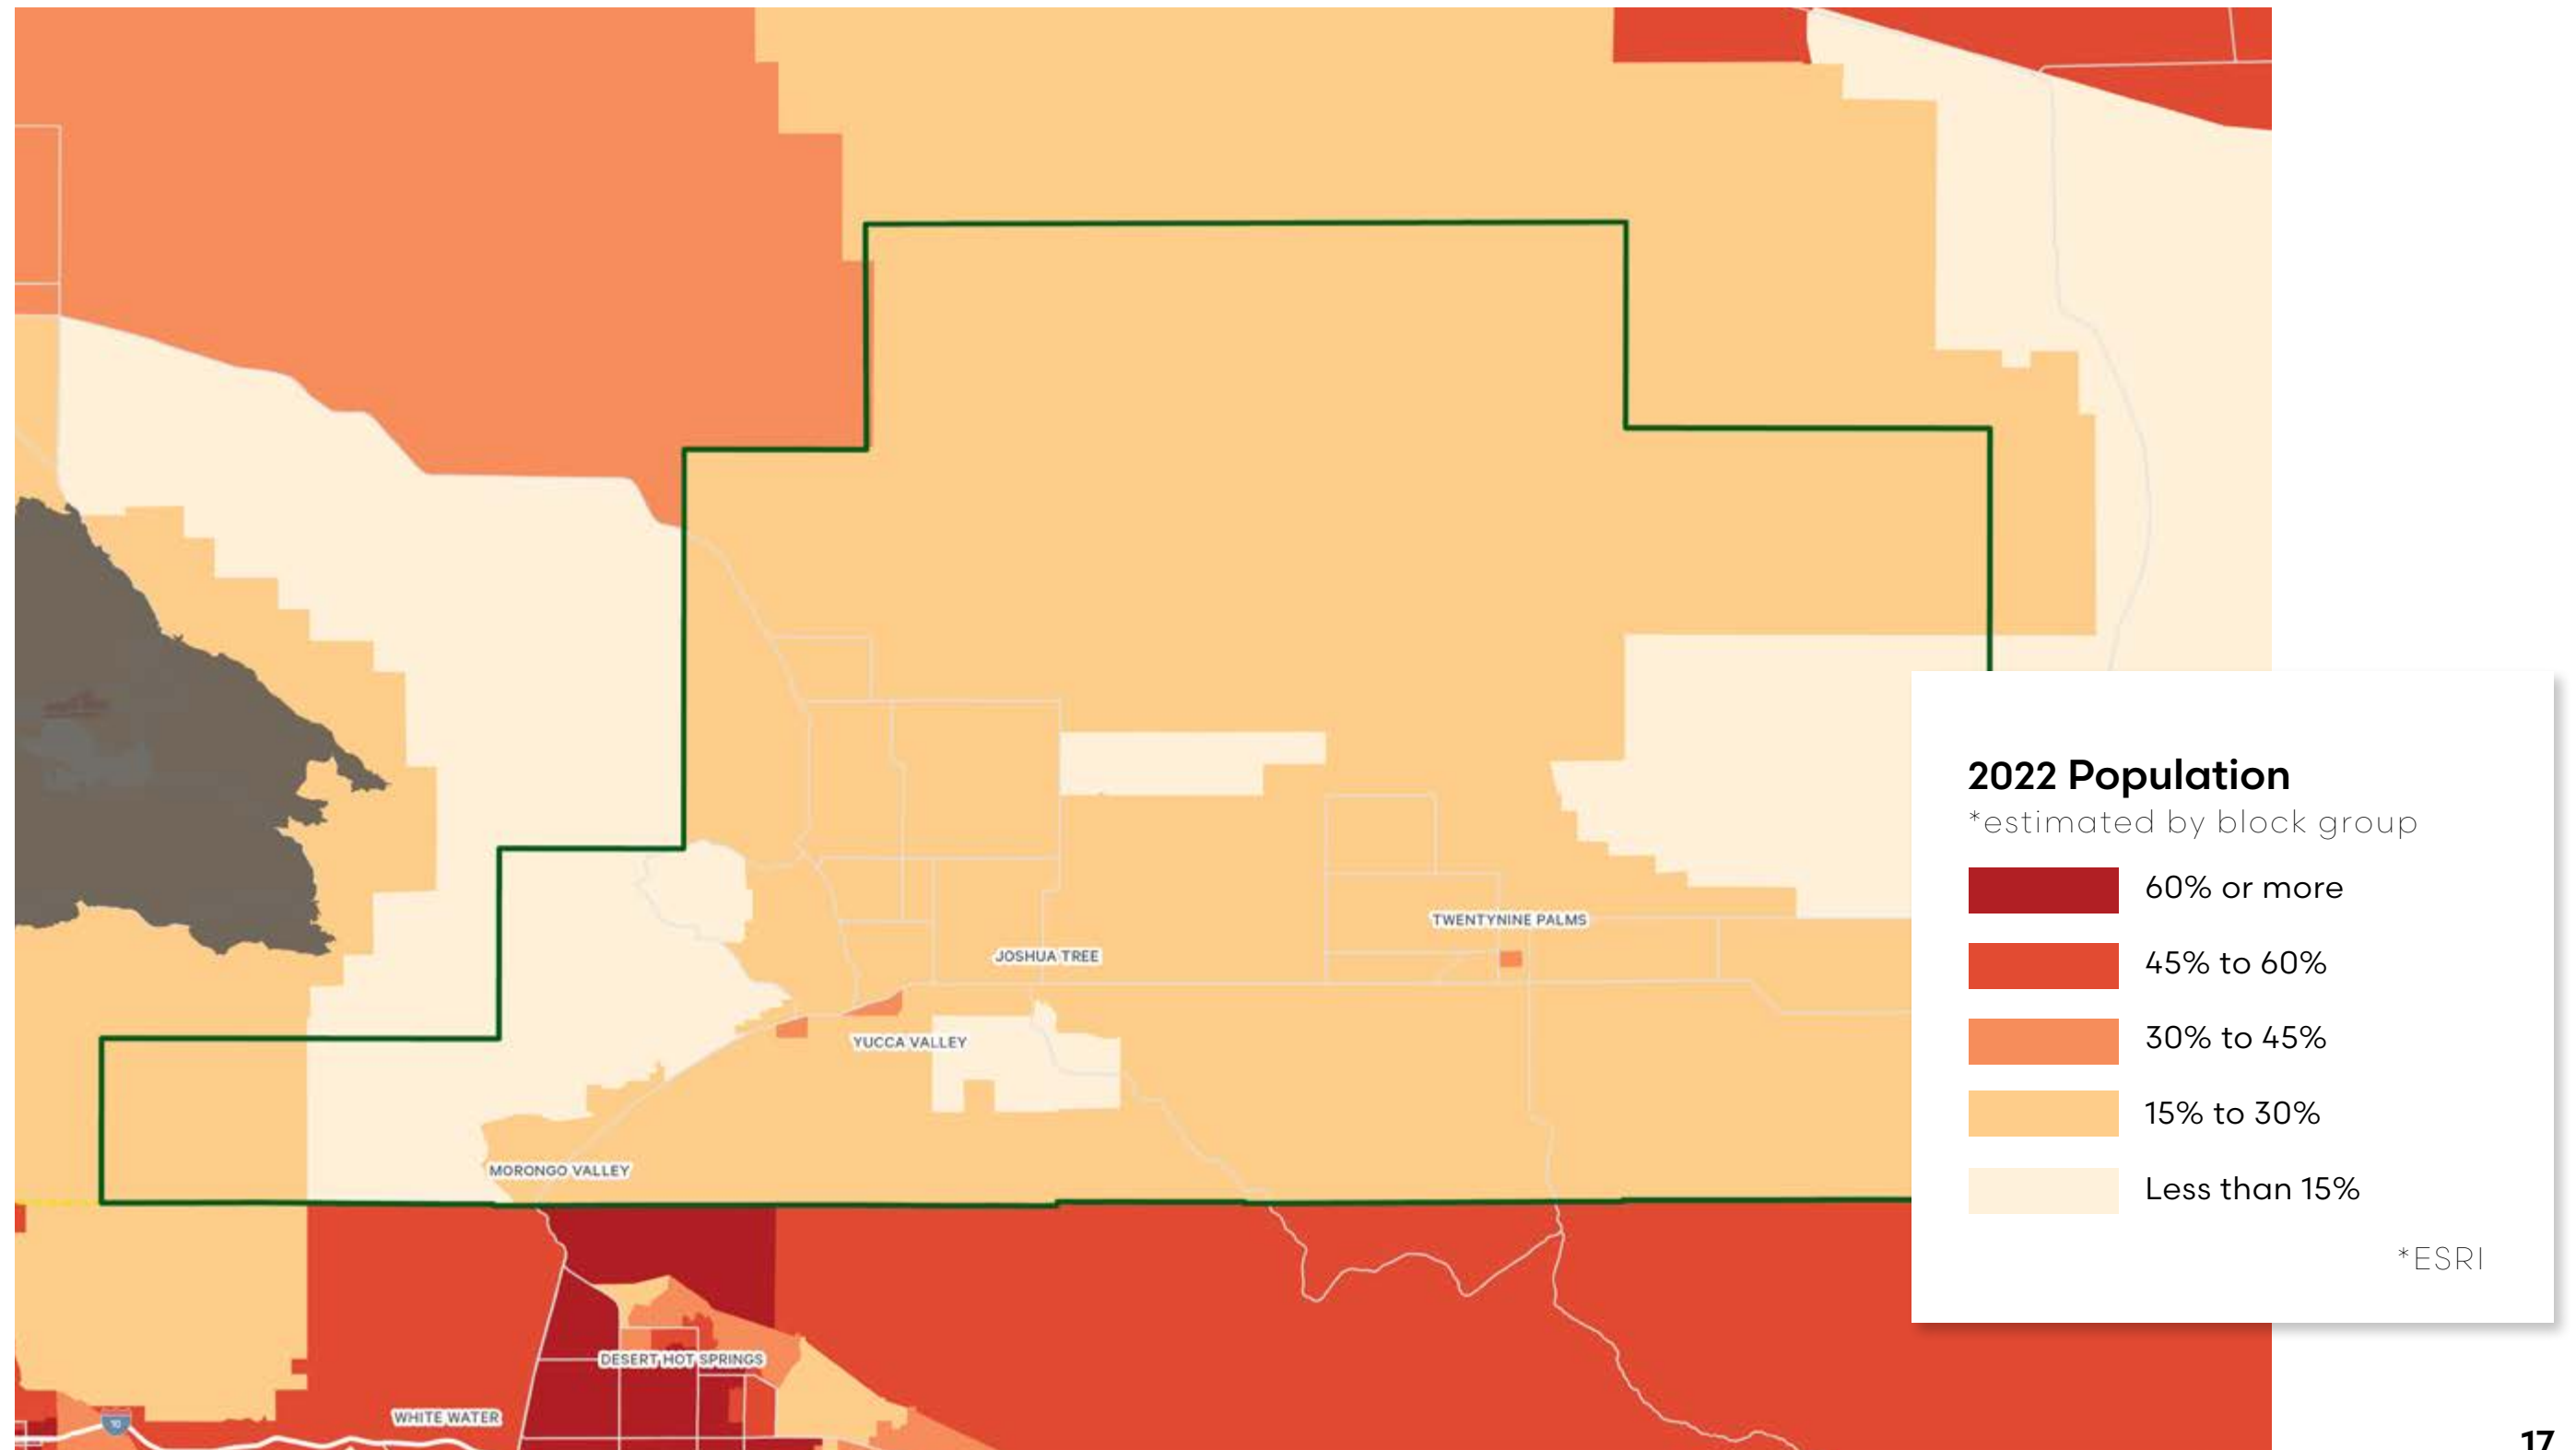 TWENTYNINE PALMS
JOSHUA TREE
YUCCA VALLEY
MORONGO VALLEY
DESERT HOT SPRINGS
WHITE WATER
10
2022 Population
*estimated by block group
60% or more
45% to 60%
30% to 45%
15% to 30%
Less than 15%
*ESRI
17